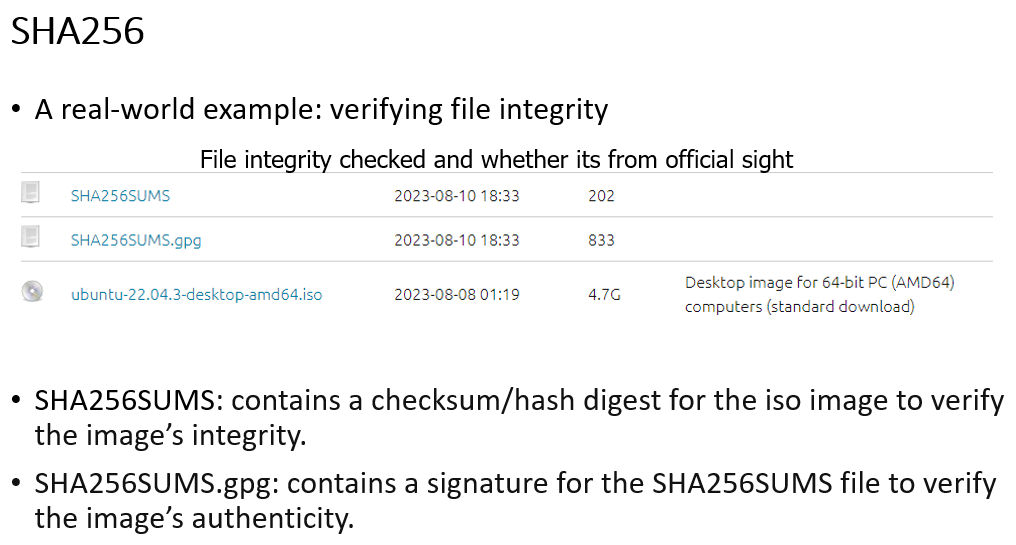 SHA256
• A real-world example: verifying file integrity
File integrity checked and whether its from official sight
SHA256SUMS 2023-08-10 18:33 202
SHA256SUMS.gpg 2023-08-10 18:33 833
ubuntu-22.04.3-desktop-amd64.iso 2023-08-08 01:19 4.7G Desktop image for 64-bit PC (AMD64)
computers (standard download)
• SHA256SUMS: contains a checksum/hash digest for the iso image to verify
the image’s integrity.
• SHA256SUMS.gpg: contains a signature for the SHA256SUMS file to verify
the image’s authenticity.